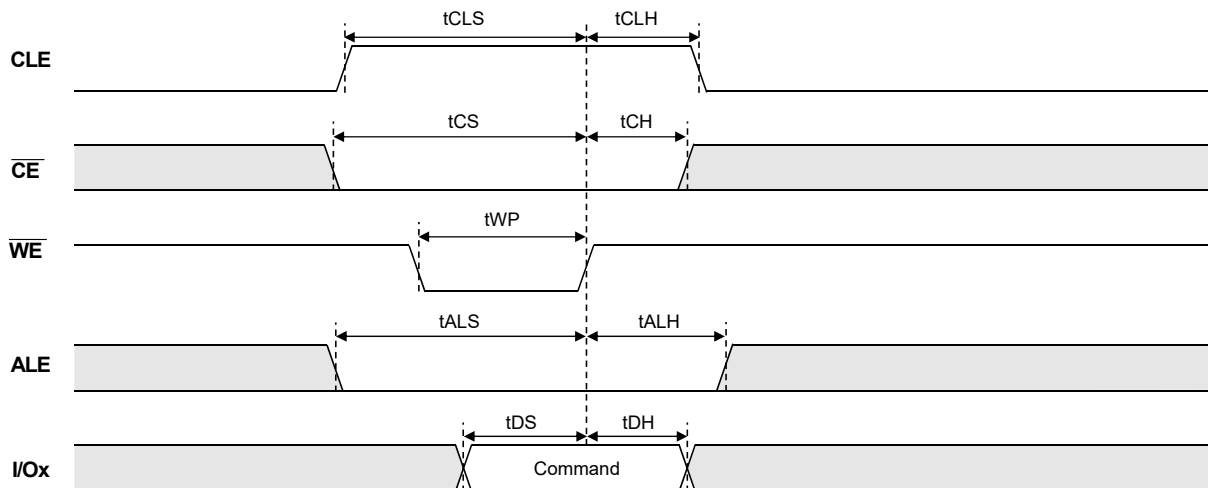 tCLS tCLH
CLE
tCS tCH
CE
tWP
WE
tALS tALH
ALE
tDS tDH
I/Ox Command